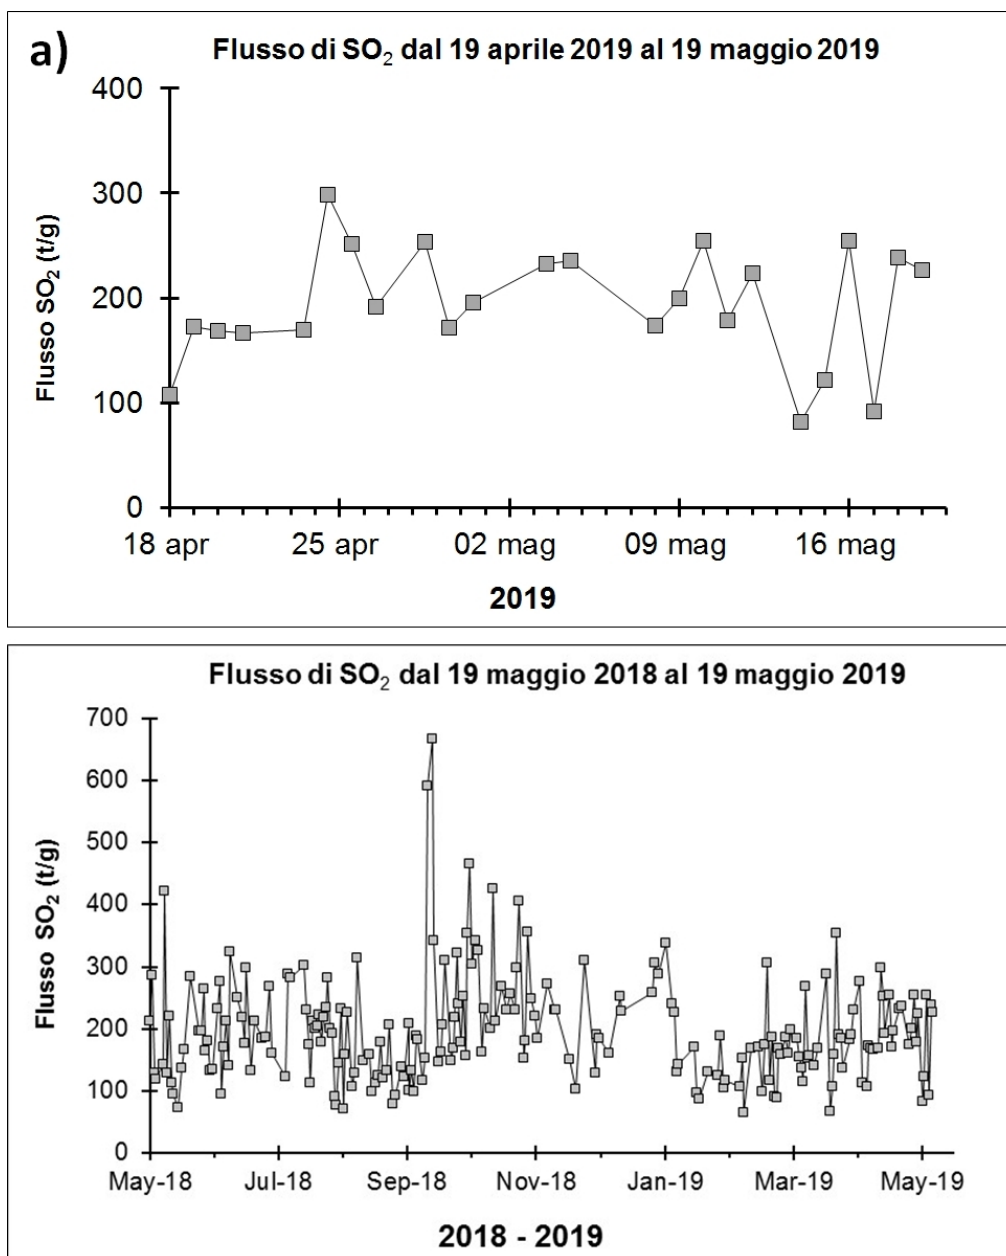 a)
Flusso di SO₂ dal 19 aprile 2019 al 19 maggio 2019
400
300
200
100
0
Flusso SO₂ (t/g)
18 apr 25 apr 02 mag 09 mag 16 mag
2019
Flusso di SO₂ dal 19 maggio 2018 al 19 maggio 2019
700
600
500
400
300
200
100
0
Flusso SO₂ (t/g)
May-18 Jul-18 Sep-18 Nov-18 Jan-19 Mar-19 May-19
2018 - 2019